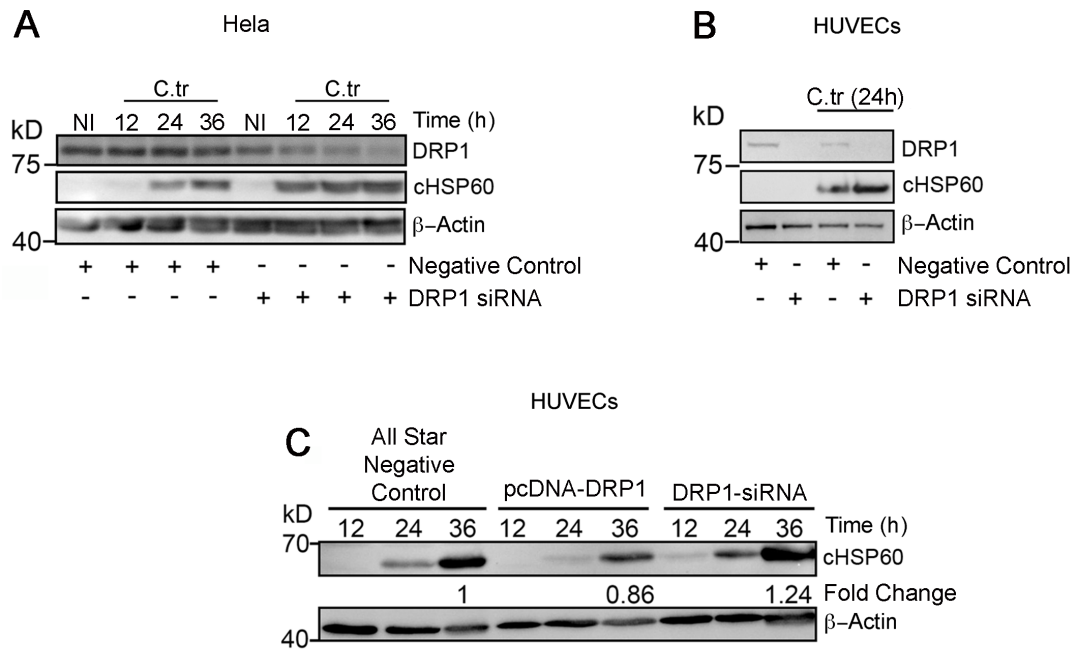 A
Hela
C.tr
C.tr
kD
NI 12 24 36 NI 12 24 36 Time (h)
DRP1
75
cHSP60
β-Actin
40
+ + + + - - - - Negative Control
- - - - + + + + DRP1 siRNA
B
HUVECs
C.tr (24h)
kD
DRP1
75
cHSP60
β-Actin
40
+ - + - Negative Control
- + - + DRP1 siRNA
HUVECs
C
All Star
Negative
Control
pcDNA-DRP1
DRP1-siRNA
kD
12 24 36 12 24 36 12 24 36 Time (h)
70
cHSP60
1 0.86 1.24 Fold Change
β-Actin
40